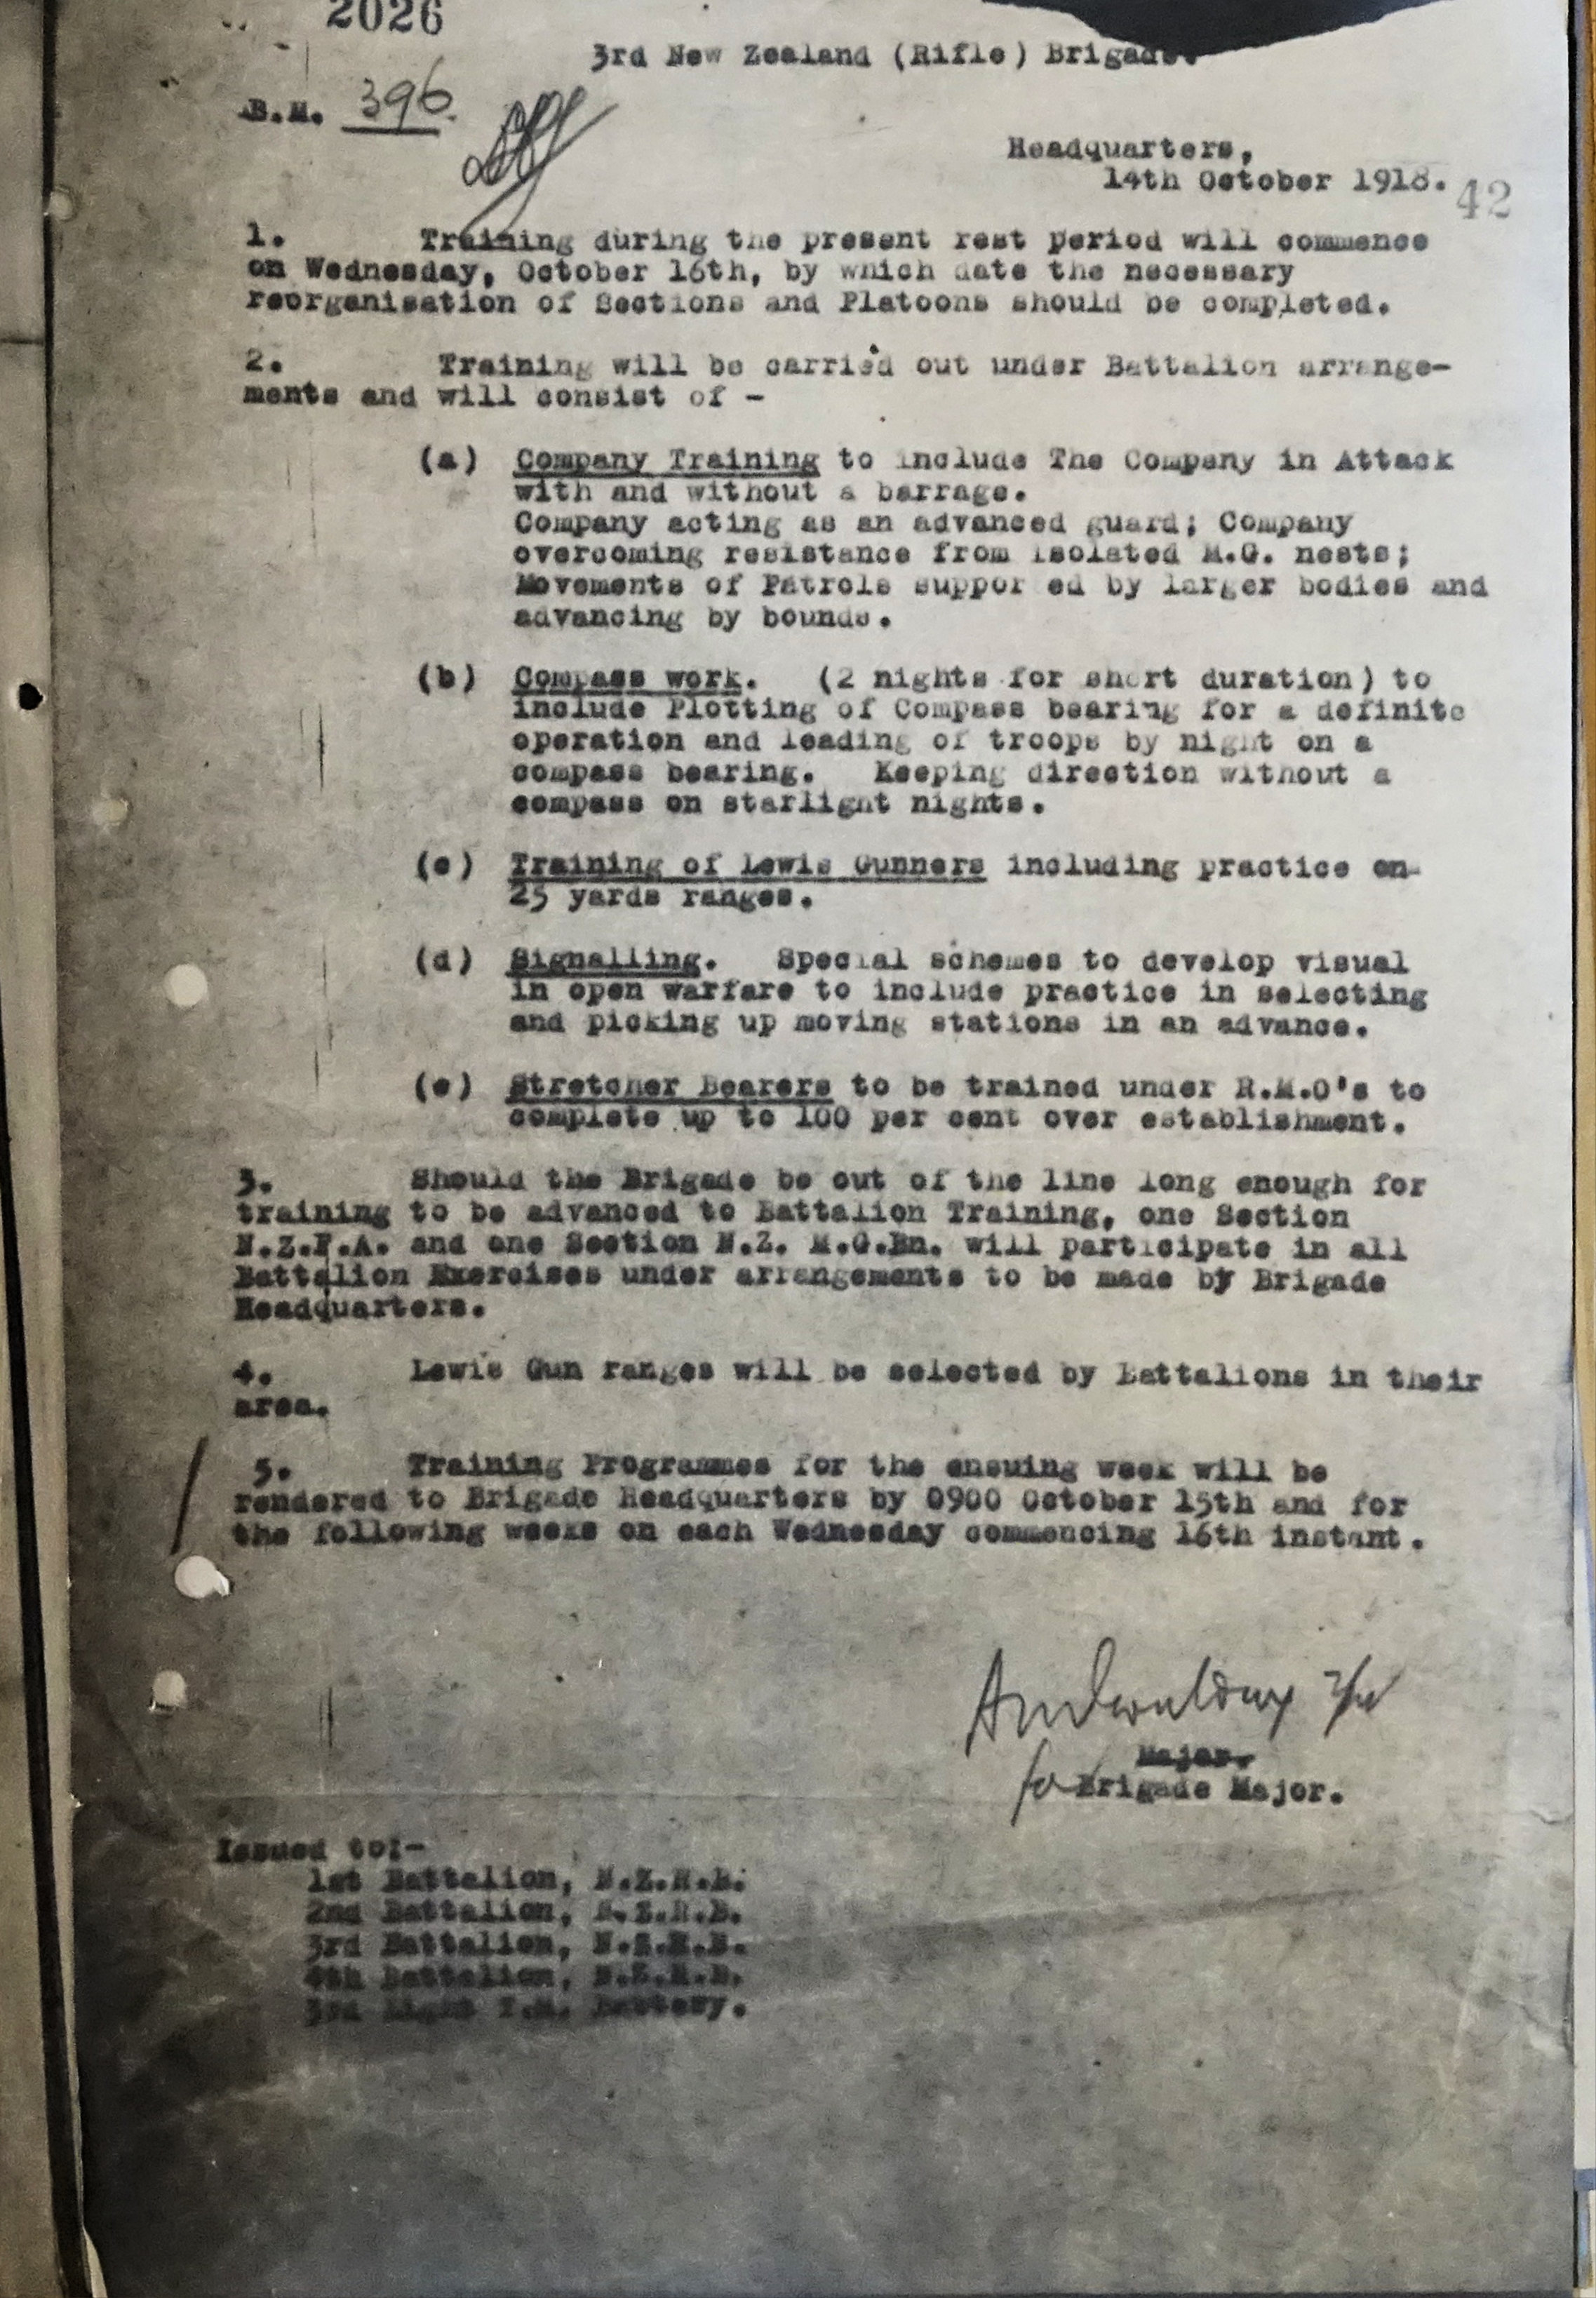 2026
3rd New Zealand (Rifle) Brigade.
B.M. 396.
Headquarters,
14th October 1918.
42
1. Training during the present rest period will commence
on Wednesday, October 16th, by which date the necessary
reorganisation of Sections and Platoons should be completed.
2. Training will be carried out under Battalion arrange-
ments and will consist of -
(a) Company Training to include The Company in Attack
with and without a barrage.
Company acting as an advanced guard; Company
overcoming resistance from isolated M.G. nests;
Movements of Patrols suppor ed by larger bodies and
advancing by bounds.
(b) Compass work. (2 nights for short duration) to
include Plotting of Compass bearing for a definite
operation and leading of troops by night on a
compass bearing. Keeping direction without a
compass on starlight nights.
(c) Training of Lewis Gunners including practice on
25 yards ranges.
(d) Signalling. Special schemes to develop visual
in open warfare to include practice in selecting
and picking up moving stations in an advance.
(e) Stretcher Bearers to be trained under R.M.O's to
complete up to 100 per cent over establishment.
3. Should the Brigade be out of the line long enough for
training to be advanced to Battalion Training, one Section
N.Z.F.A. and one Section N.Z. M.G.Bn. will participate in all
Battalion Exercises under arrangements to be made by Brigade
Headquarters.
4. Lewis Gun ranges will be selected by Battalions in their
area.
5. Training Programmes for the ensuing week will be
rendered to Brigade Headquarters by 0900 October 15th and for
the following weeks on each Wednesday commencing 16th instant.
Major.
for Brigade Major.
Issued to:-
1st Battalion, N.Z.R.B.
2nd Battalion, N.Z.R.B.
3rd Battalion, N.Z.R.B.
4th Battalion, N.Z.R.B.
3rd Light T.M. Battery.